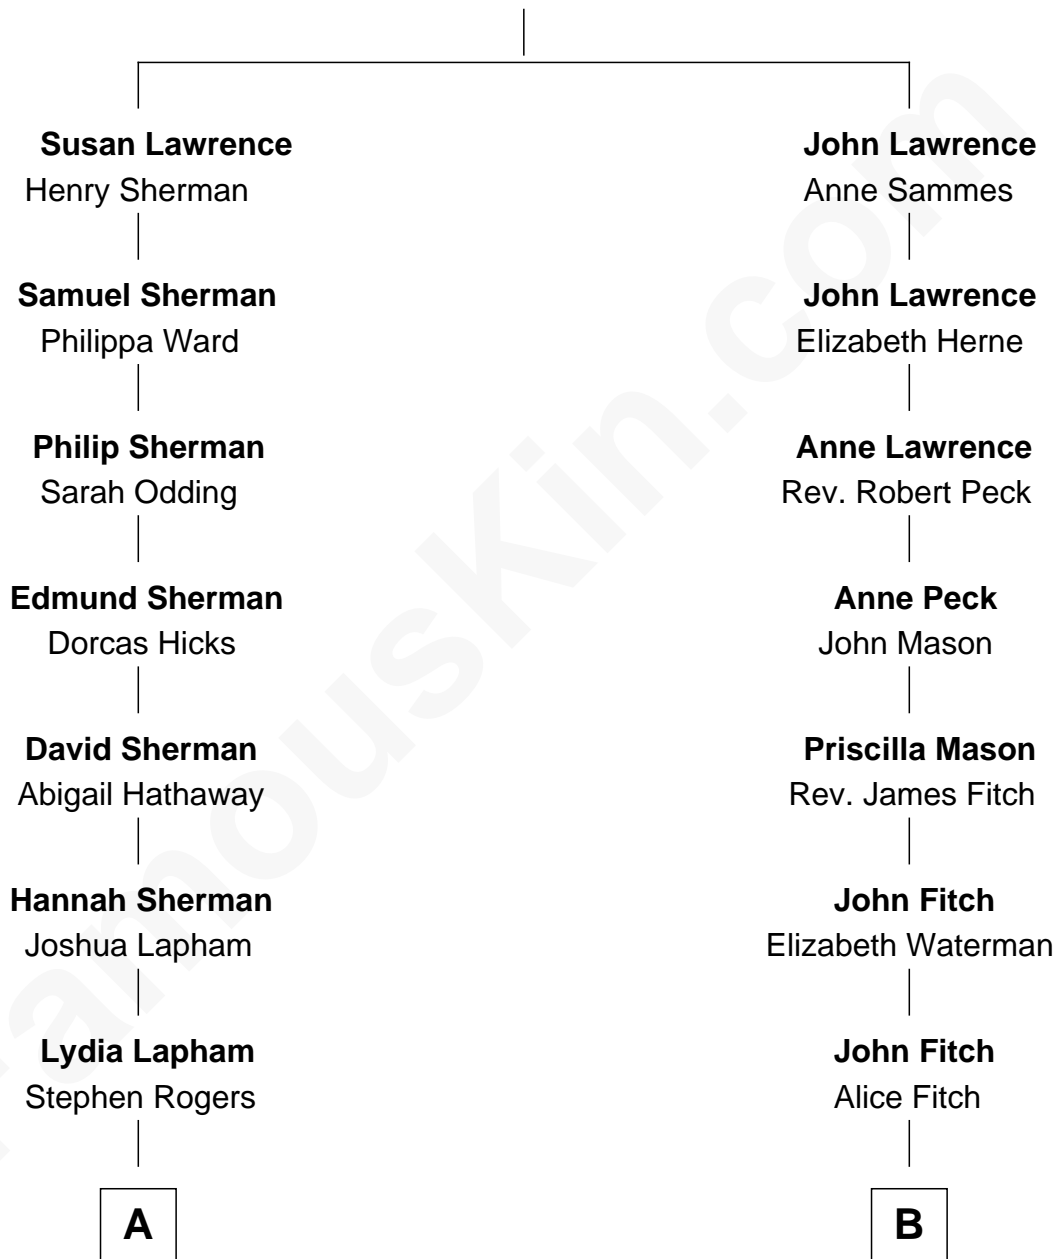 Susan Lawrence
Henry Sherman
Samuel Sherman
Philippa Ward
Philip Sherman
Sarah Odding
Edmund Sherman
Dorcas Hicks
David Sherman
Abigail Hathaway
Hannah Sherman
Joshua Lapham
Lydia Lapham
Stephen Rogers
A
John Lawrence
Anne Sammes
John Lawrence
Elizabeth Herne
Anne Lawrence
Rev. Robert Peck
Anne Peck
John Mason
Priscilla Mason
Rev. James Fitch
John Fitch
Elizabeth Waterman
John Fitch
Alice Fitch
B
FamousKin.com